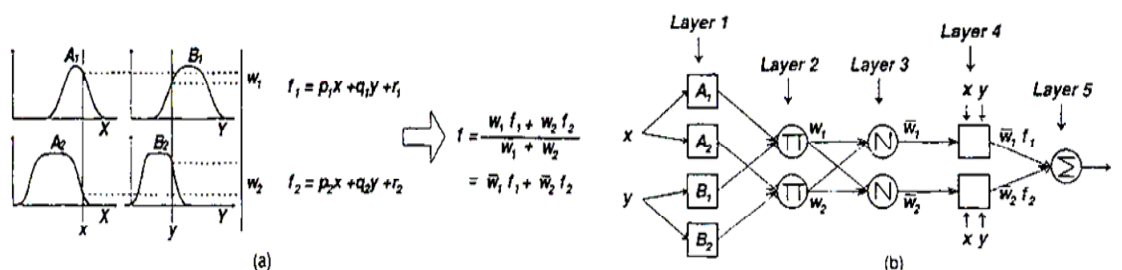 A₁
B₁
w₁
X
Y
f₁ = p₁x +q₁y +r₁
A₂
B₂
w₂
X
Y
x
y
f₂ = p₂x +q₂y +r₂
f = w₁ f₁ + w₂ f₂
w₁ + w₂
= w̅₁ f₁ + w̅₂ f₂
(a)
Layer 1
Layer 2
Layer 3
Layer 4
Layer 5
x y
x
y
A₁
A₂
B₁
B₂
Π
w₁
N
w̅₁
w̅₁ f₁
Π
w₂
N
w̅₂
w̅₂ f₂
Σ
x y
(b)